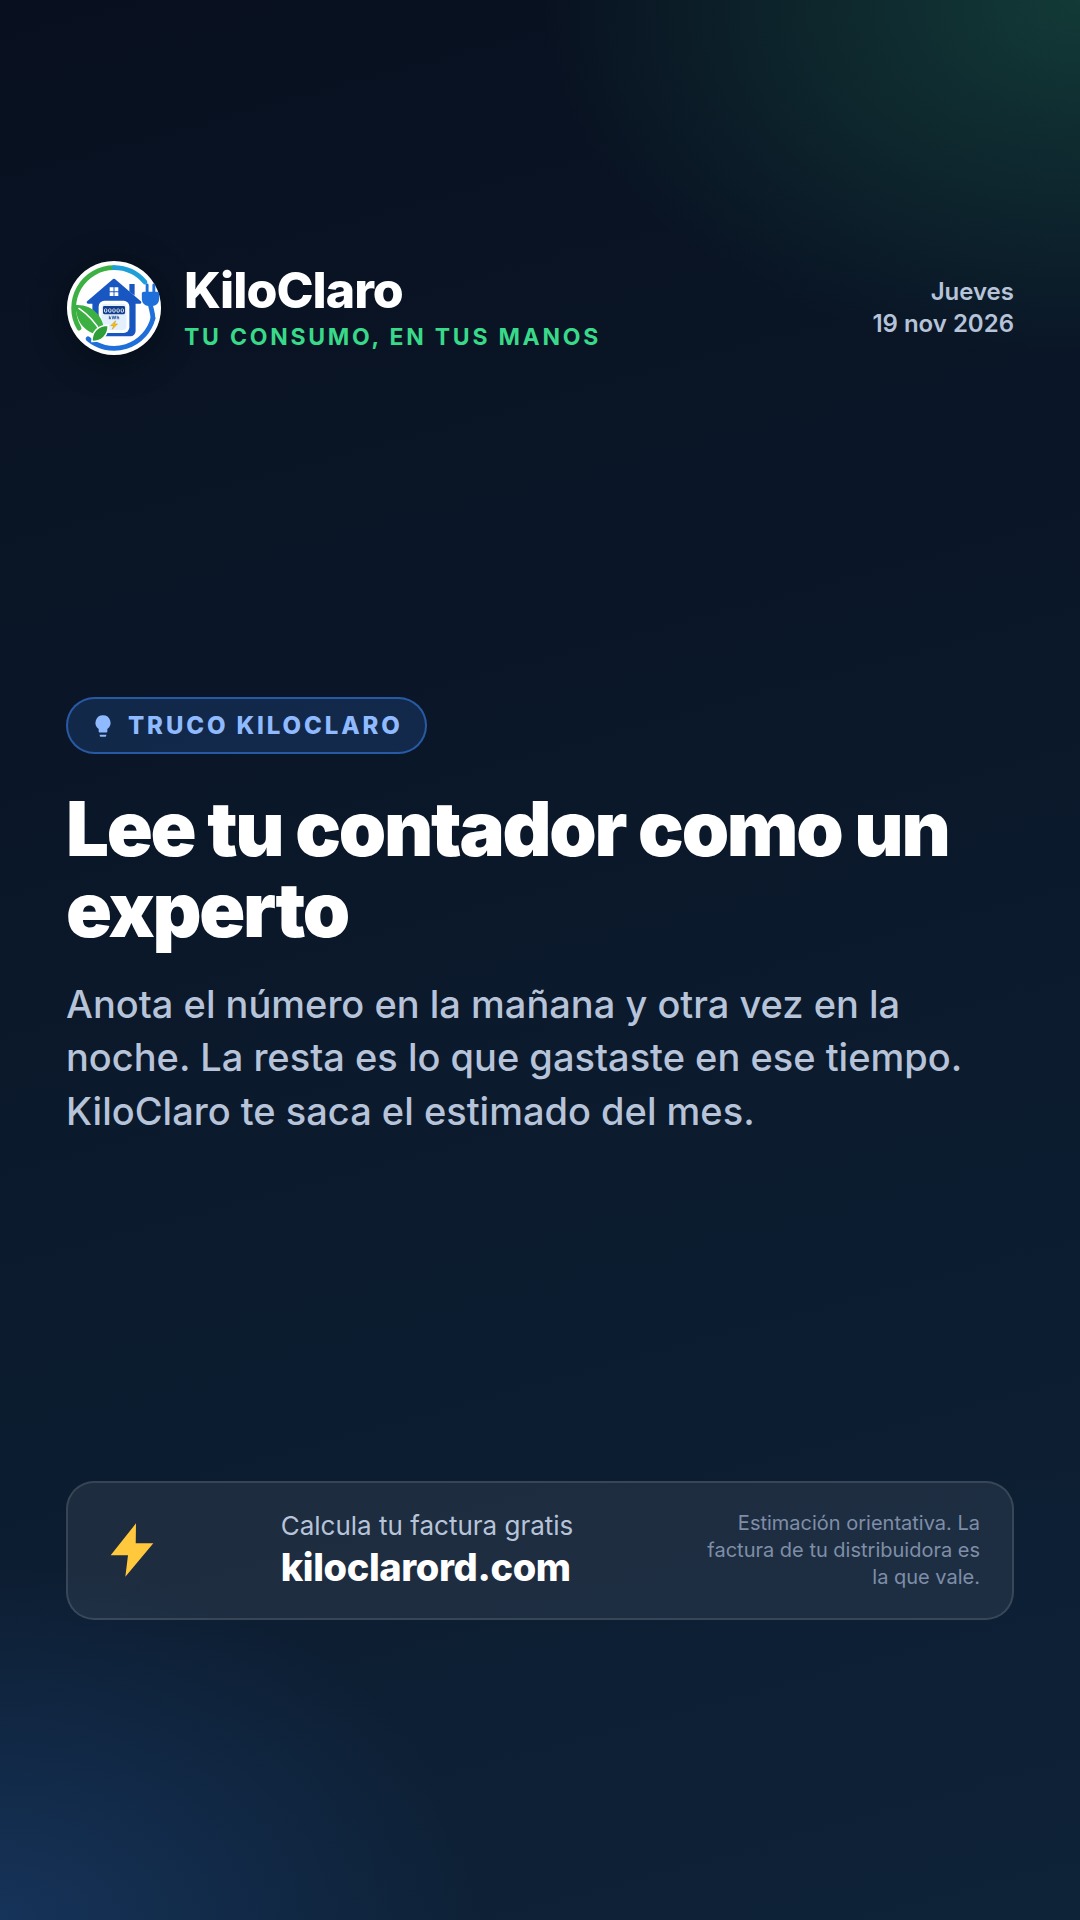 KiloClaro
TU CONSUMO, EN TUS MANOS
Jueves
19 nov 2026
TRUCO KILOCLARO
Lee tu contador como un
experto
Anota el número en la mañana y otra vez en la
noche. La resta es lo que gastaste en ese tiempo.
KiloClaro te saca el estimado del mes.
Calcula tu factura gratis
kiloclarord.com
Estimación orientativa. La
factura de tu distribuidora es
la que vale.